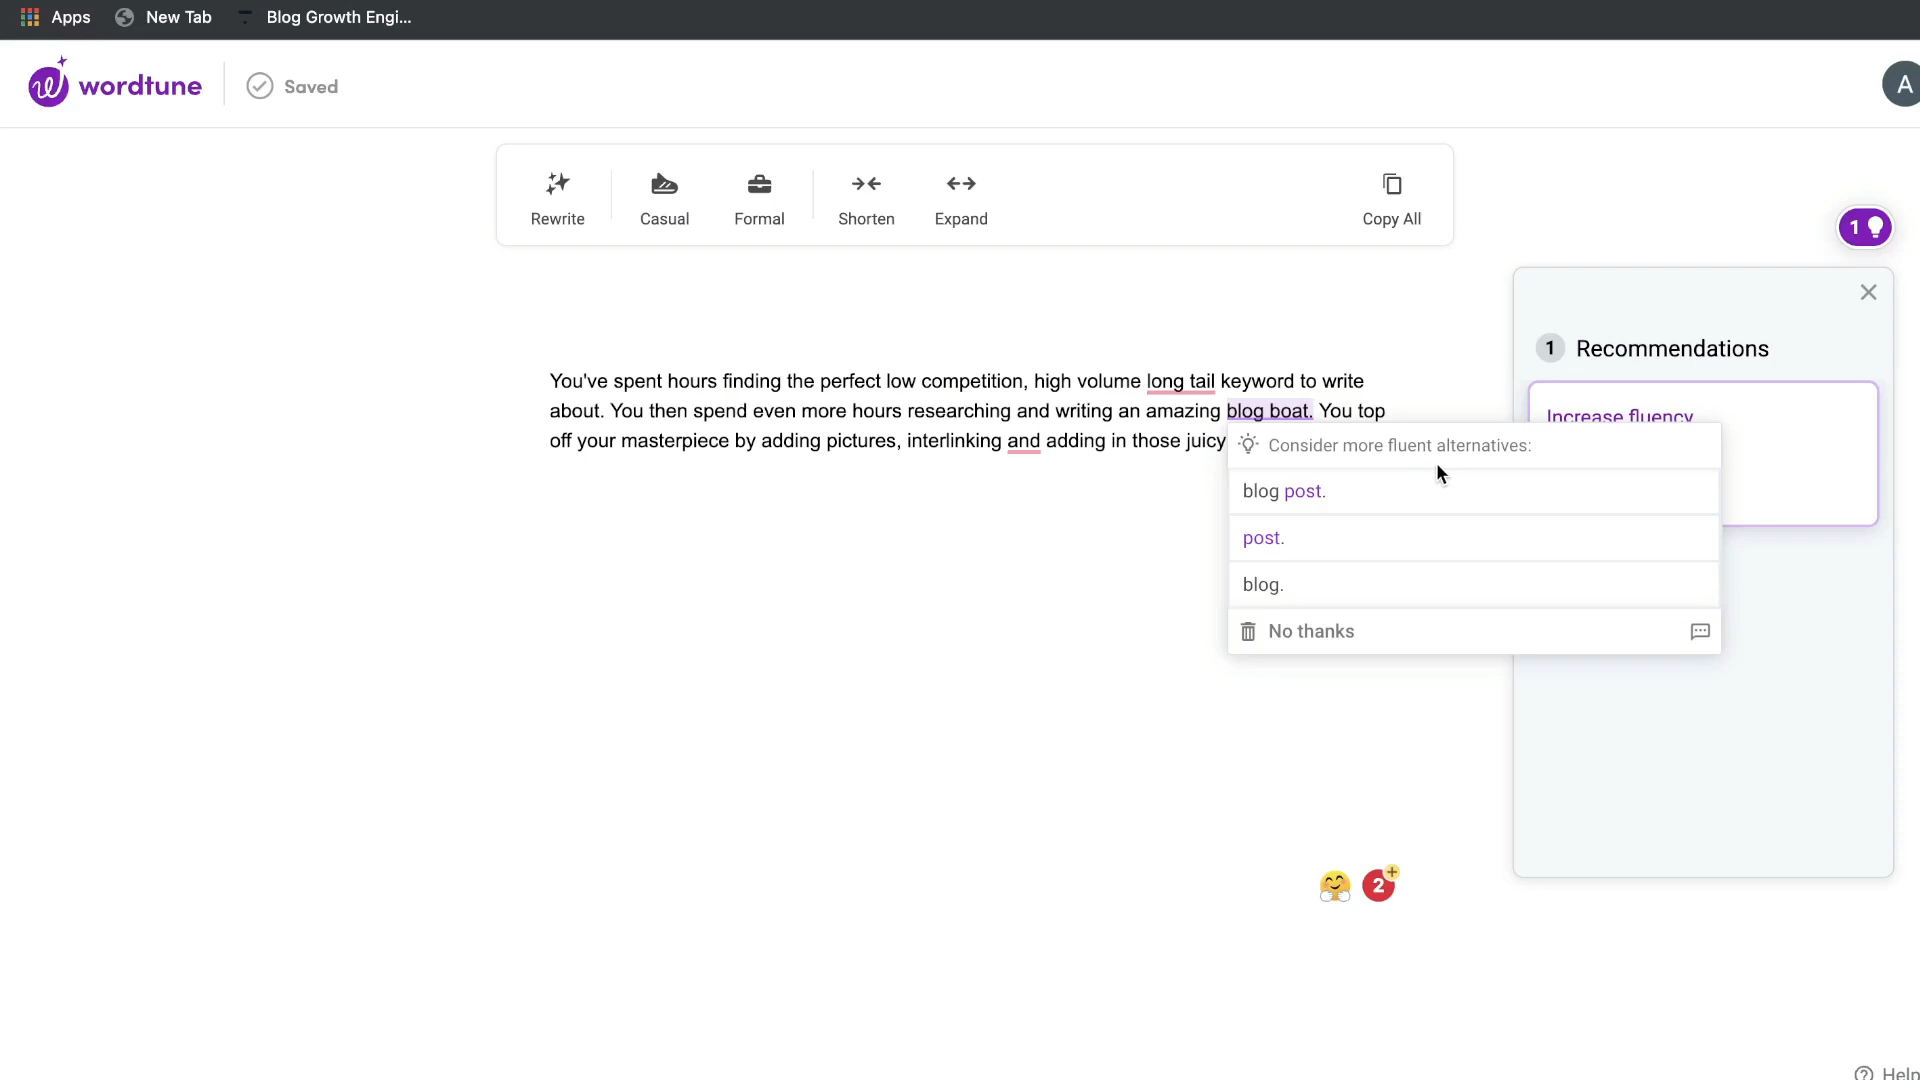 Apps New Tab Blog Growth Engi...
wordtune Saved
A
Rewrite Casual Formal Shorten Expand Copy All
1
1 Recommendations
Increase fluency
You've spent hours finding the perfect low competition, high volume long tail keyword to write
about. You then spend even more hours researching and writing an amazing blog boat. You top
off your masterpiece by adding pictures, interlinking and adding in those juicy
Consider more fluent alternatives:
blog post.
post.
blog.
No thanks
2
Help